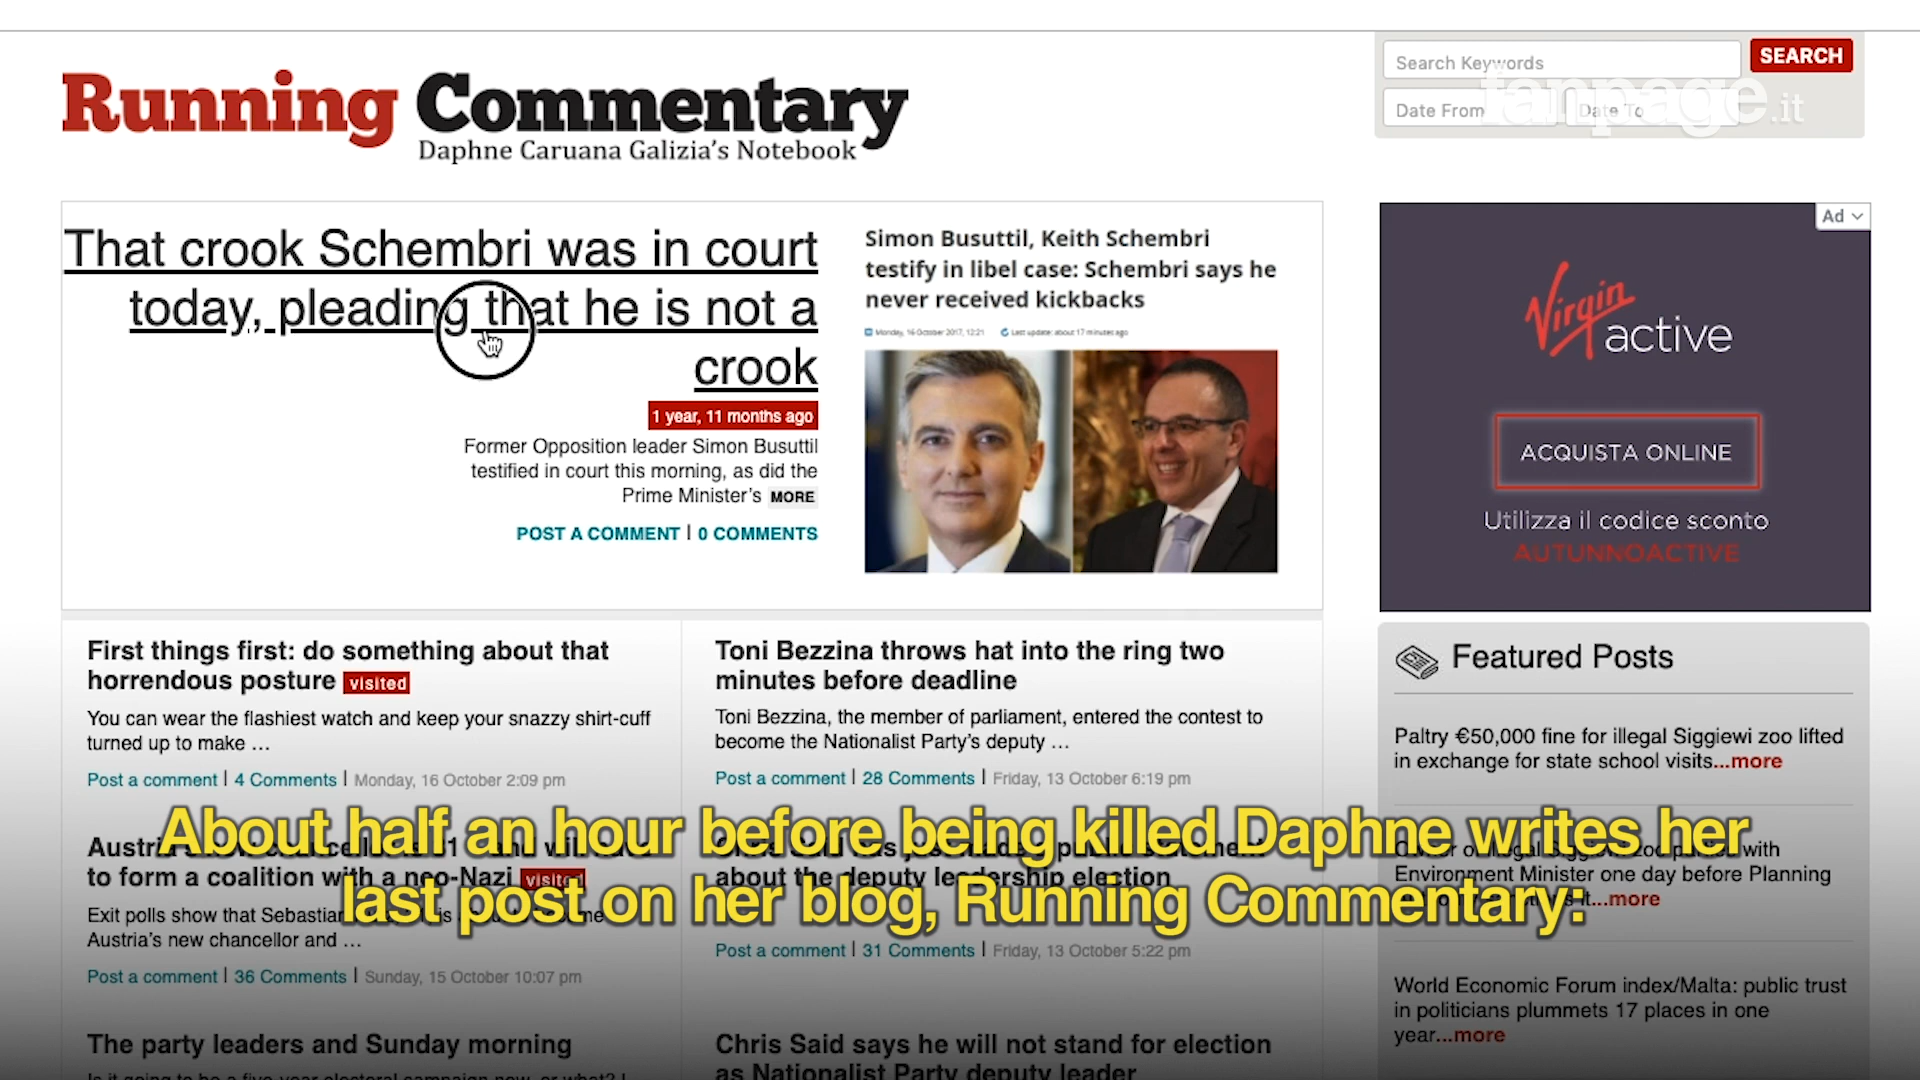 Running Commentary
Daphne Caruana Galizia's Notebook
Search Keywords
SEARCH
Date From
Date To
fanpage.it
That crook Schembri was in court
today, pleading that he is not a
crook
1 year, 11 months ago
Former Opposition leader Simon Busuttil
testified in court this morning, as did the
Prime Minister's MORE
POST A COMMENT | 0 COMMENTS
Simon Busuttil, Keith Schembri
testify in libel case: Schembri says he
never received kickbacks
Monday, 16 October 2017, 12:21 Last update: about 17 minutes ago
Ad
Virgin
active
ACQUISTA ONLINE
Utilizza il codice sconto
AUTUNNOACTIVE
First things first: do something about that
horrendous posture visited
You can wear the flashiest watch and keep your snazzy shirt-cuff
turned up to make …
Post a comment | 4 Comments | Monday, 16 October 2:09 pm
Toni Bezzina throws hat into the ring two
minutes before deadline
Toni Bezzina, the member of parliament, entered the contest to
become the Nationalist Party's deputy …
Post a comment | 28 Comments | Friday, 13 October 6:19 pm
Featured Posts
Paltry €50,000 fine for illegal Siggiewi zoo lifted
in exchange for state school visits...more
About half an hour before being killed Daphne writes her
last post on her blog, Running Commentary:
to form a coalition with a neo-Nazi visited
Exit polls show that Sebastian
Austria's new chancellor and …
Post a comment | 36 Comments | Sunday, 15 October 10:07 pm
about the deputy leadership election
Post a comment | 31 Comments | Friday, 13 October 5:22 pm
with
Environment Minister one day before Planning
...more
World Economic Forum index/Malta: public trust
in politicians plummets 17 places in one
year...more
The party leaders and Sunday morning
Chris Said says he will not stand for election
as Nationalist Party deputy leader